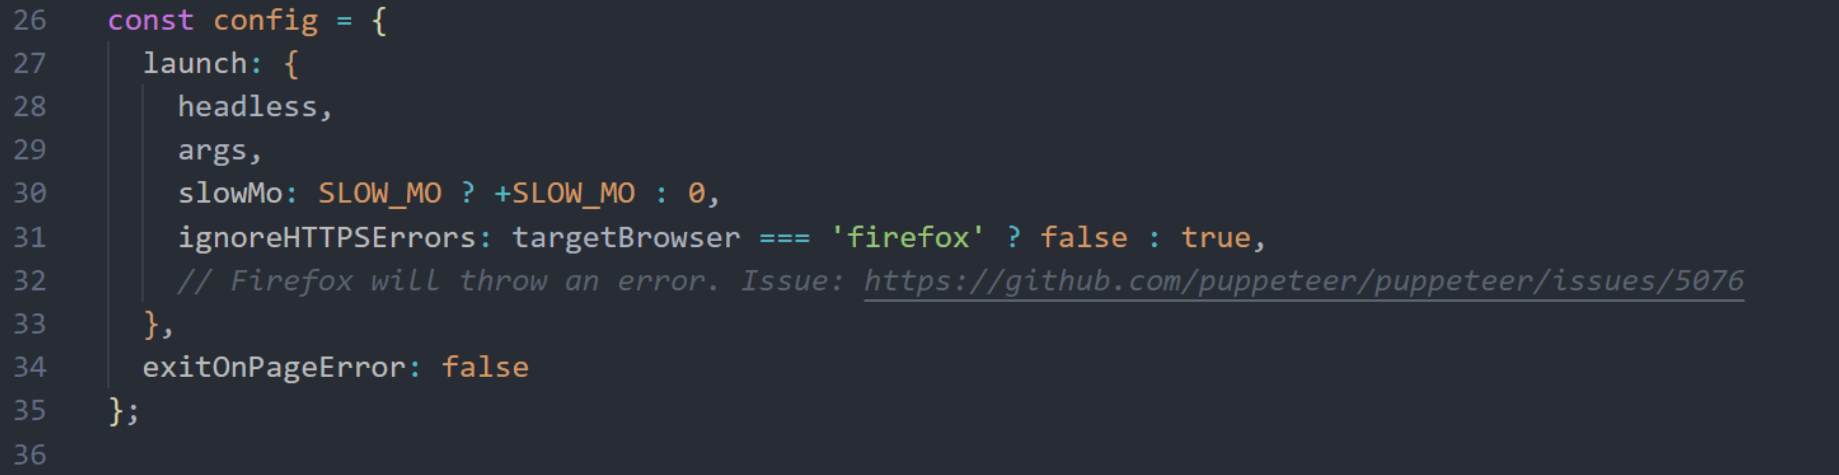 26 const config = {
27 launch: {
28 headless,
29 args,
30 slowMo: SLOW_MO ? +SLOW_MO : 0,
31 ignoreHTTPSErrors: targetBrowser === 'firefox' ? false : true,
32 // Firefox will throw an error. Issue: https://github.com/puppeteer/puppeteer/issues/5076
33 },
34 exitOnPageError: false
35 };
36